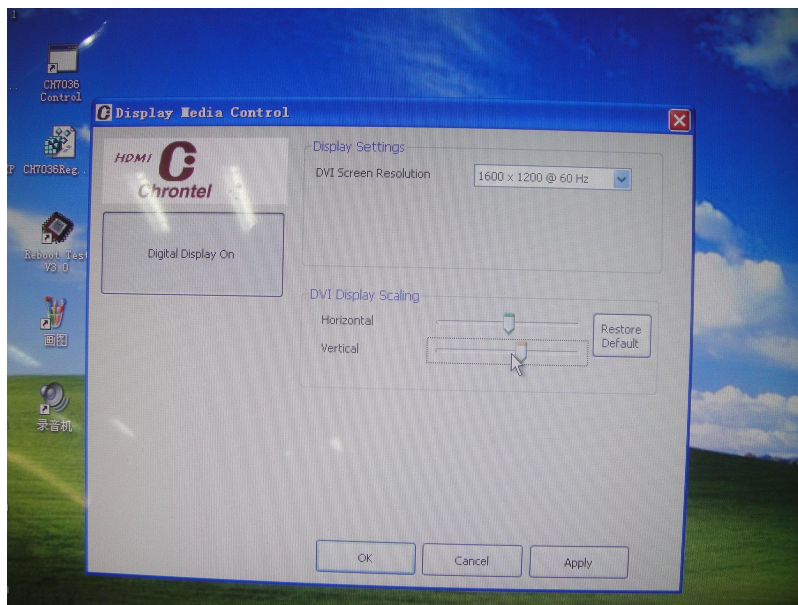 CH7036
Control
CH7036Reg..
Reboot Test
V3.0
画图
录音机
Display Media Control
HDMI
Chrontel
Digital Display On
Display Settings
DVI Screen Resolution
1600 x 1200 @ 60 Hz
DVI Display Scaling
Horizontal
Vertical
Restore
Default
OK
Cancel
Apply